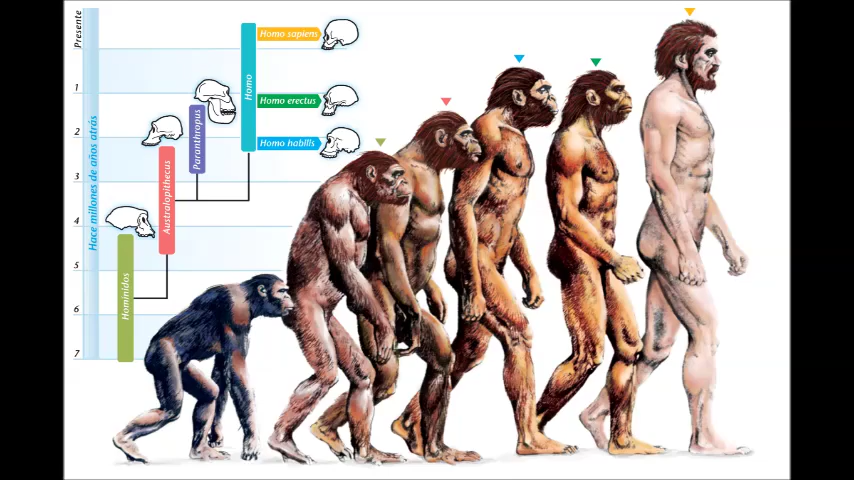 Presente
1
2
3
4
5
6
7
Hace millones de años atrás
Homínidos
Australopithecus
Paranthropus
Homo
Homo sapiens
Homo erectus
Homo habilis